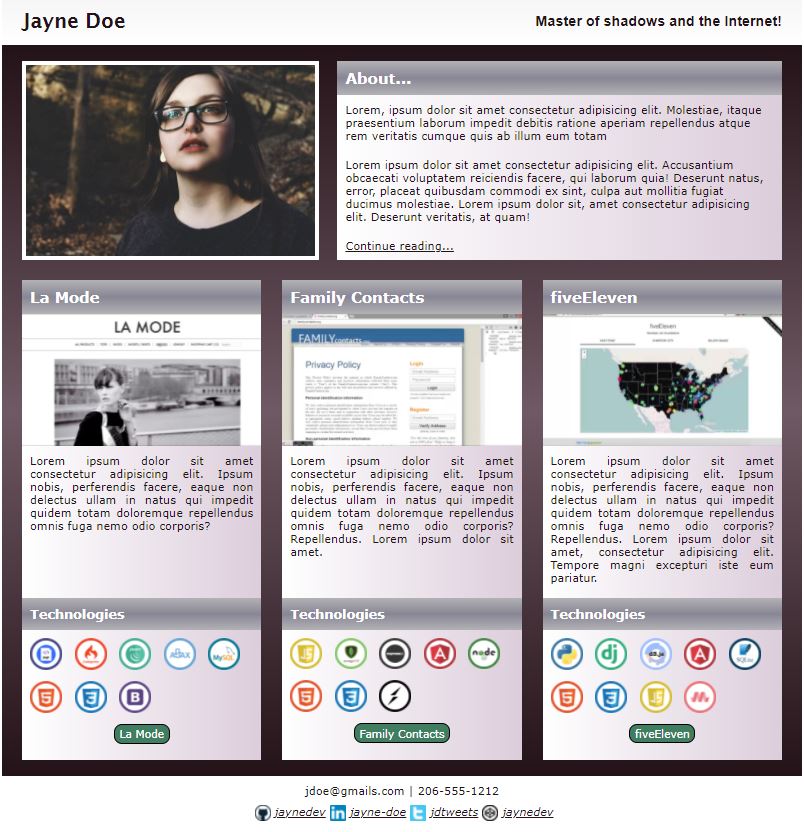 Jayne Doe
Master of shadows and the Internet!
About...
Lorem, ipsum dolor sit amet consectetur adipisicing elit. Molestiae, itaque
praesentium laborum impedit debitis ratione aperiam repellendus atque
rem veritatis cumque quis ab illum eum totam
Lorem ipsum dolor sit amet consectetur adipisicing elit. Accusantium
obcaecati voluptatem reiciendis facere, qui laborum quia! Deserunt natus,
error, placeat quibusdam commodi ex sint, culpa aut mollitia fugiat
ducimus molestiae. Lorem ipsum dolor sit, amet consectetur adipisicing
elit. Deserunt veritatis, at quam!
Continue reading...
La Mode
LA MODE
Lorem ipsum dolor sit amet
consectetur adipisicing elit. Ipsum
nobis, perferendis facere, eaque non
delectus ullam in natus qui impedit
quidem totam doloremque repellendus
omnis fuga nemo odio corporis?
Technologies
AJAX
MySQL
La Mode
Family Contacts
FAMILYcontacts
Privacy Policy
Login
Register
Lorem ipsum dolor sit amet
consectetur adipisicing elit. Ipsum
nobis, perferendis facere, eaque non
delectus ullam in natus qui impedit
quidem totam doloremque repellendus
omnis fuga nemo odio corporis?
Repellendus. Lorem ipsum dolor sit
amet.
Technologies
node
Family Contacts
fiveEleven
fiveEleven
Lorem ipsum dolor sit amet
consectetur adipisicing elit. Ipsum
nobis, perferendis facere, eaque non
delectus ullam in natus qui impedit
quidem totam doloremque repellendus
omnis fuga nemo odio corporis?
Repellendus. Lorem ipsum dolor sit
amet, consectetur adipisicing elit.
Tempore magni excepturi iste eum
pariatur.
Technologies
dj
fiveEleven
jdoe@gmails.com | 206-555-1212
jaynedev jayne-doe jdtweets jaynedev